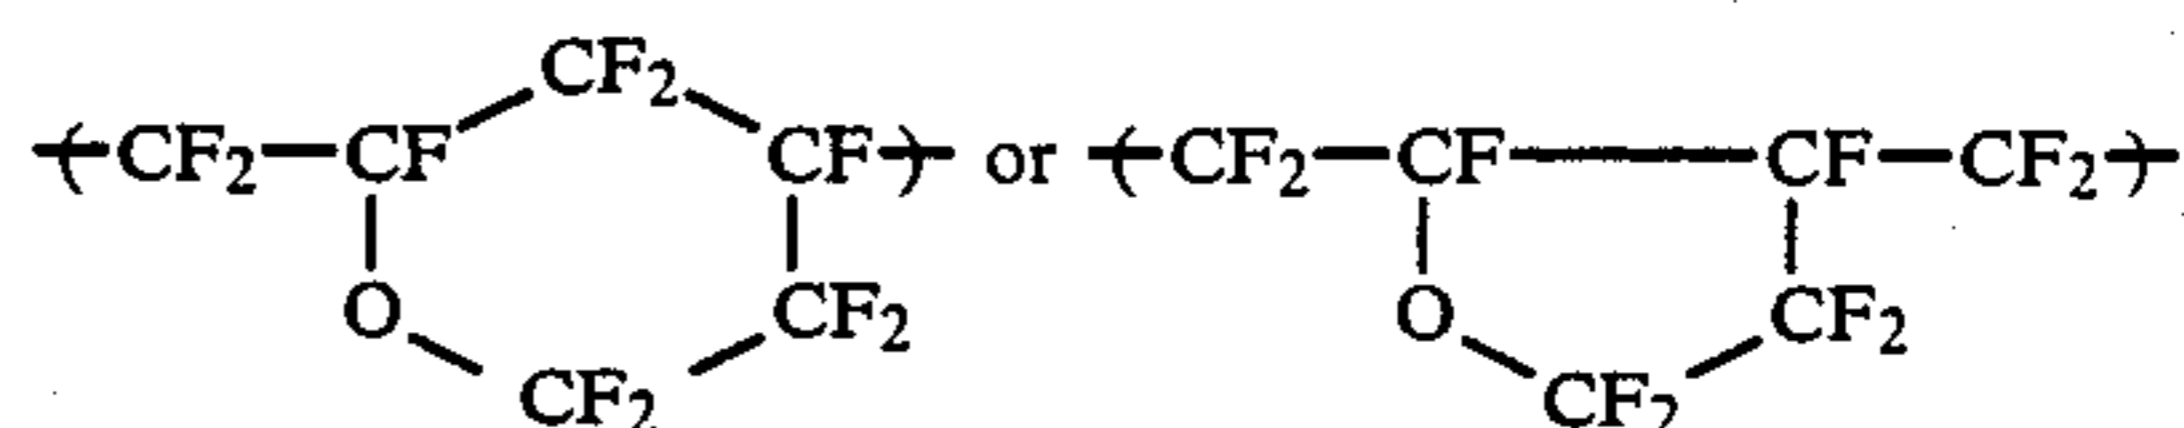 CF₂ CF₂
(CF₂—CF CF) or (CF₂—CF—CF—CF₂)
O CF₂ O CF₂
CF₂ CF₂